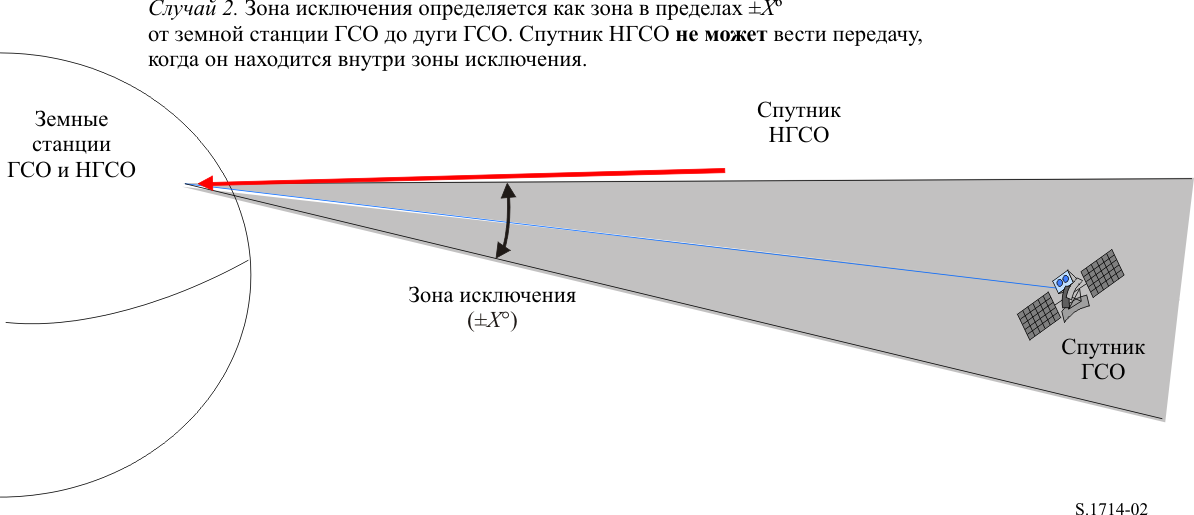 Случай 2. Зона исключения определяется как зона в пределах ±X°
от земной станции ГСО до дуги ГСО. Спутник НГСО не может вести передачу,
когда он находится внутри зоны исключения.
Спутник
НГСО
Земные
станции
ГСО и НГСО
Зона исключения
(±X°)
Спутник
ГСО
S.1714-02